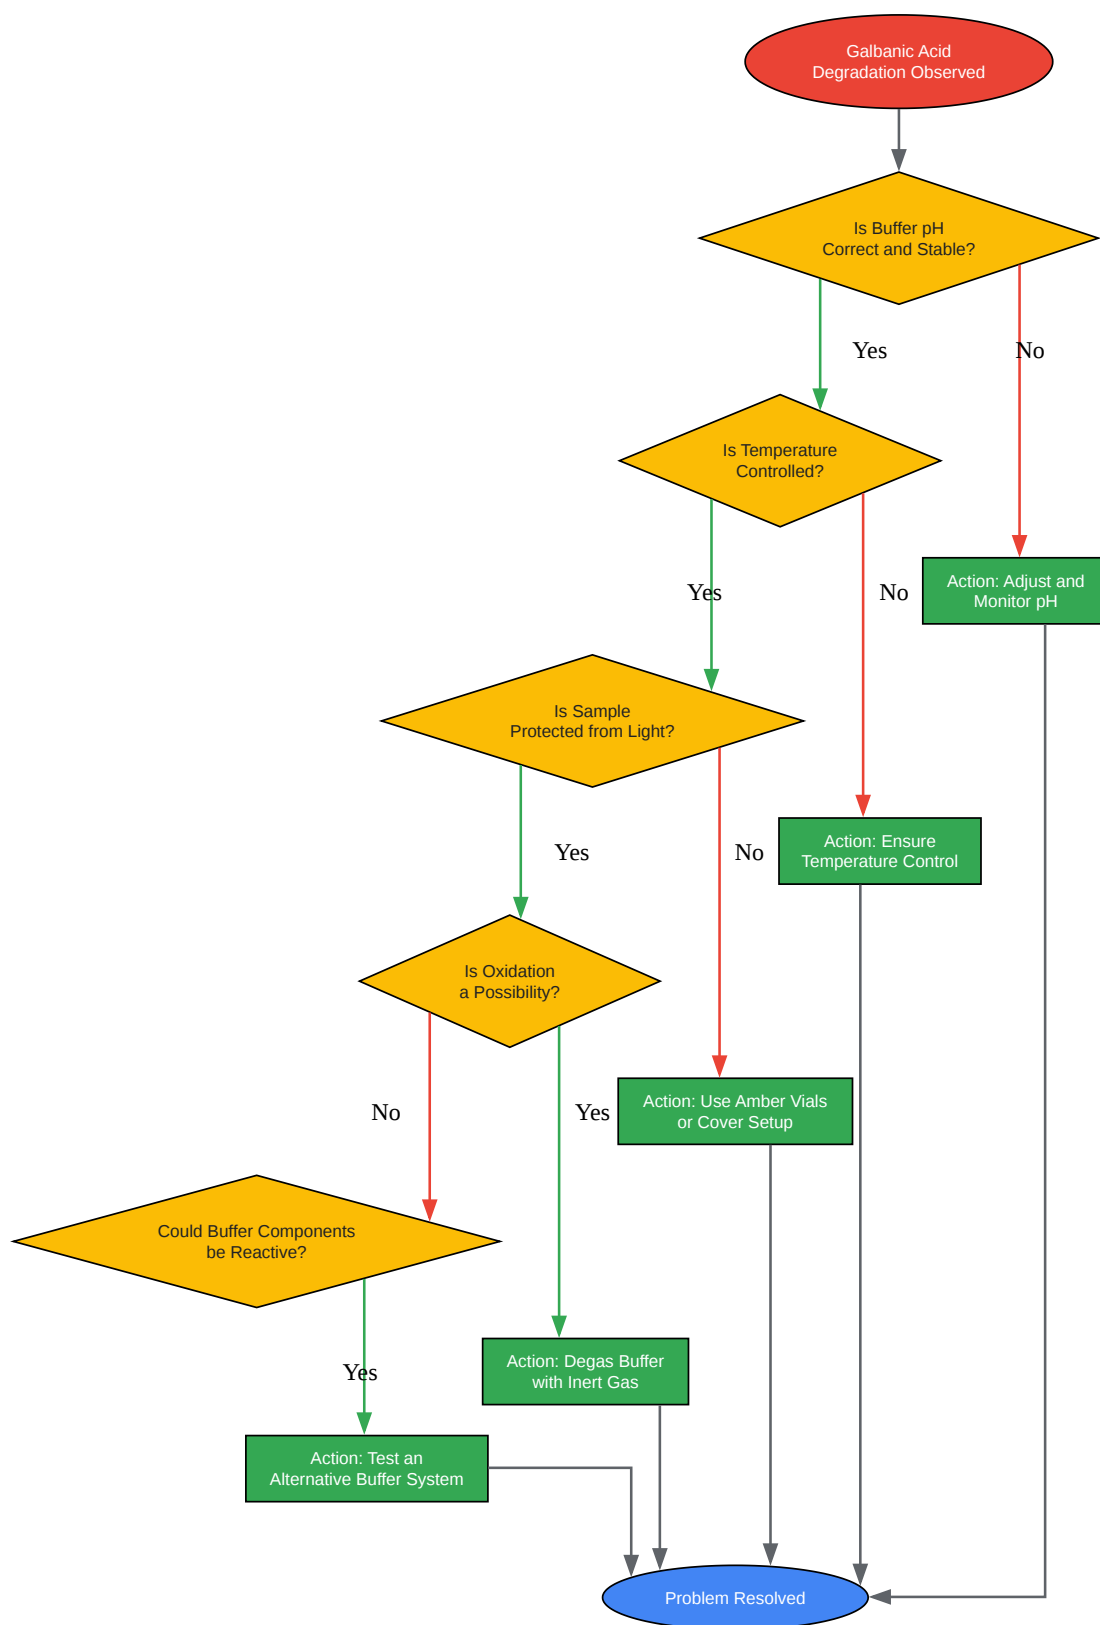 Galbanic Acid
Degradation Observed
Is Buffer pH
Correct and Stable?
Yes
No
Is Temperature
Controlled?
Yes
No
Action: Adjust and
Monitor pH
Is Sample
Protected from Light?
Yes
No
Action: Ensure
Temperature Control
Is Oxidation
a Possibility?
No
Yes
Action: Use Amber Vials
or Cover Setup
Could Buffer Components
be Reactive?
Yes
Action: Degas Buffer
with Inert Gas
Action: Test an
Alternative Buffer System
Problem Resolved